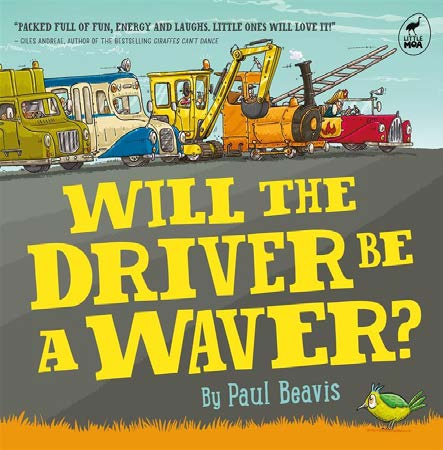 "PACKED FULL OF FUN, ENERGY AND LAUGHS. LITTLE ONES WILL LOVE IT!"
– GILES ANDREAE, AUTHOR OF THE BESTSELLING GIRAFFES CAN'T DANCE
LITTLE
MOA
WILL THE
DRIVER BE
A WAVER?
By Paul Beavis